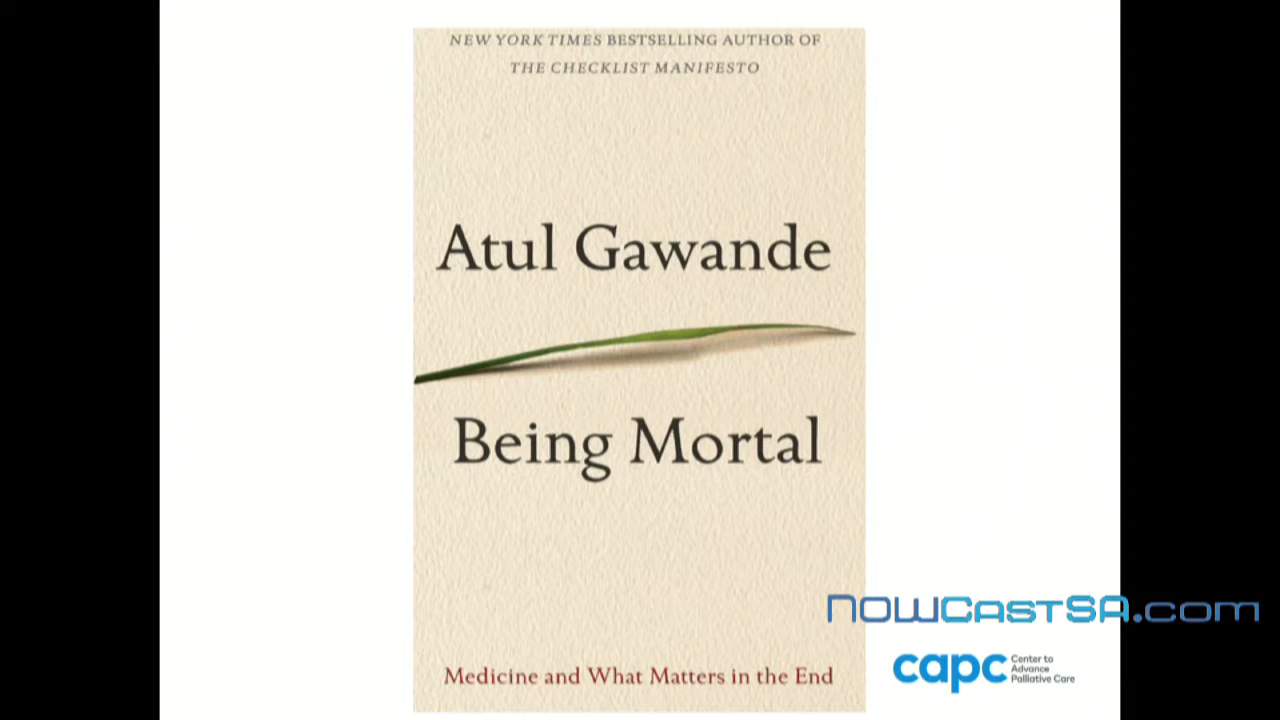 NEW YORK TIMES BESTSELLING AUTHOR OF
THE CHECKLIST MANIFESTO
Atul Gawande
Being Mortal
Medicine and What Matters in the End
NOWCastSA.com
capc Center to
Advance
Palliative Care